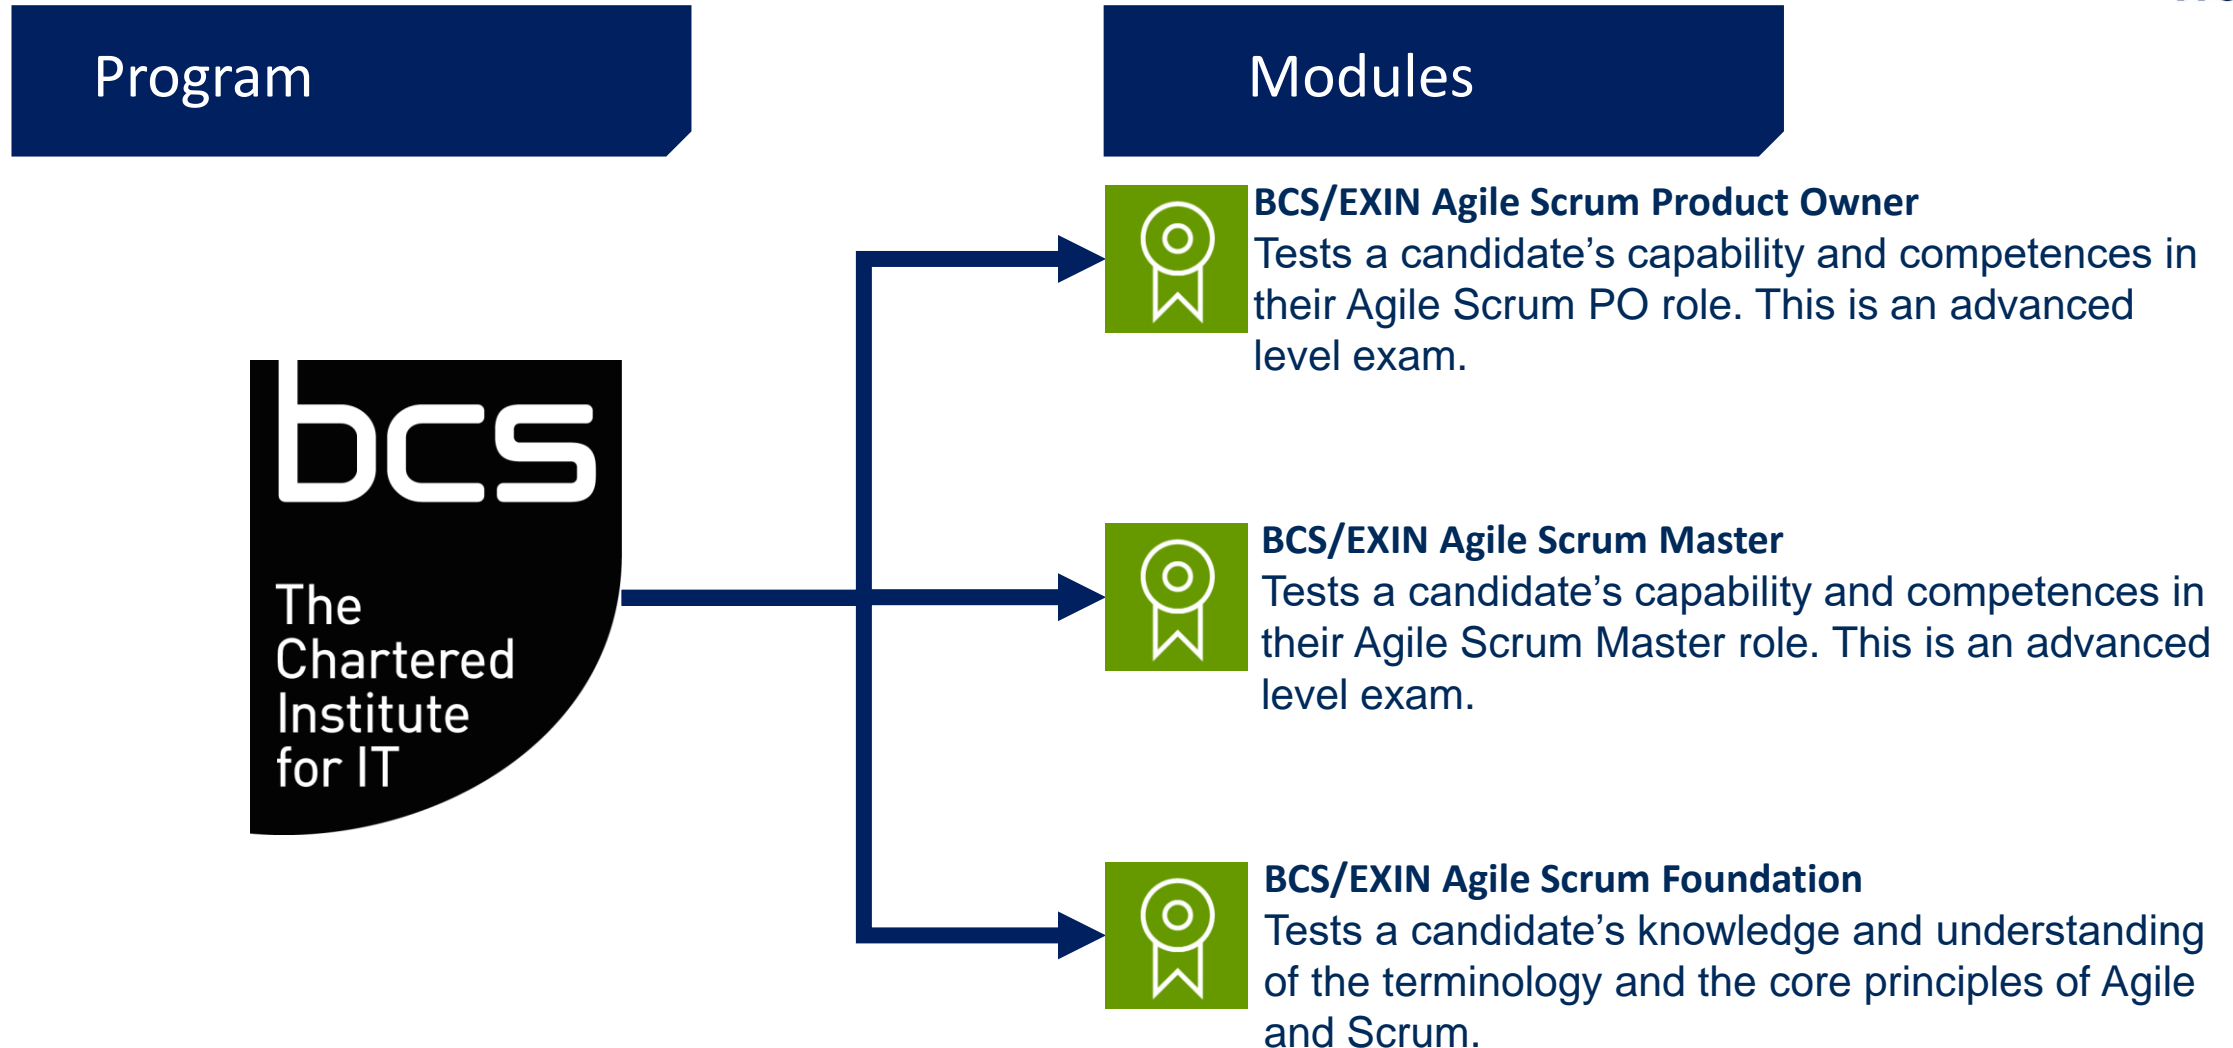 Program
Modules
BCS/EXIN Agile Scrum Product Owner
Tests a candidate’s capability and competences in
their Agile Scrum PO role. This is an advanced
level exam.
bcs
The
Chartered
Institute
for IT
BCS/EXIN Agile Scrum Master
Tests a candidate’s capability and competences in
their Agile Scrum Master role. This is an advanced
level exam.
BCS/EXIN Agile Scrum Foundation
Tests a candidate’s knowledge and understanding
of the terminology and the core principles of Agile
and Scrum.